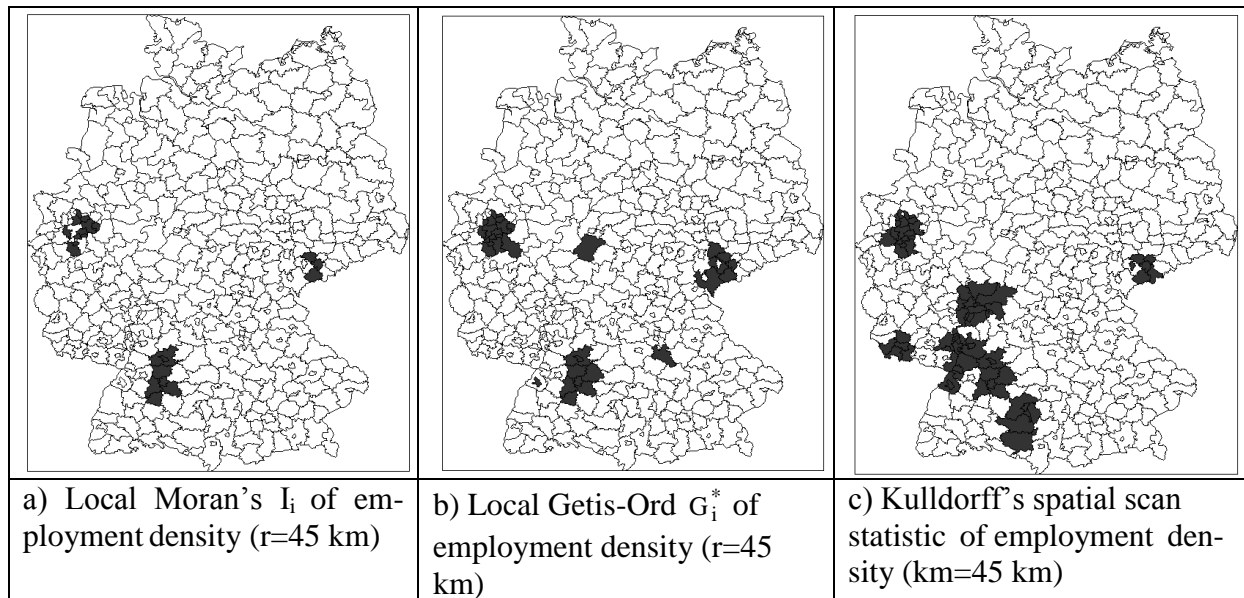 a) Local Moran's I_i of em-
ployment density (r=45 km)
b) Local Getis-Ord G_i^* of
employment density (r=45
km)
c) Kulldorff's spatial scan
statistic of employment den-
sity (km=45 km)